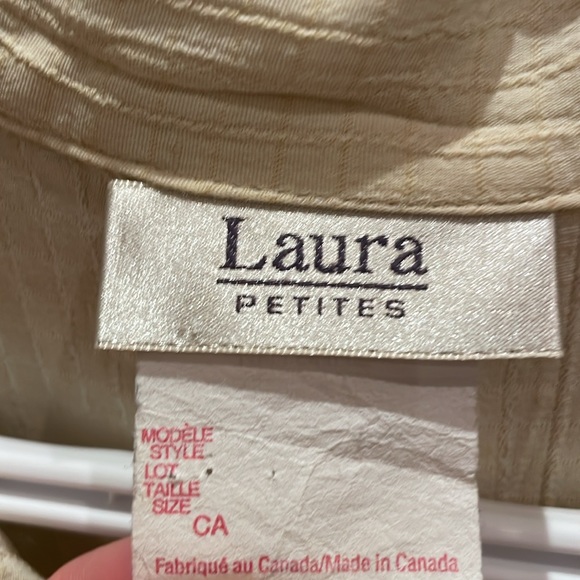 Laura
PETITES
MODÈLE
STYLE
LOT
TAILLE
SIZE
CA
Fabriqué au Canada/Made in Canada